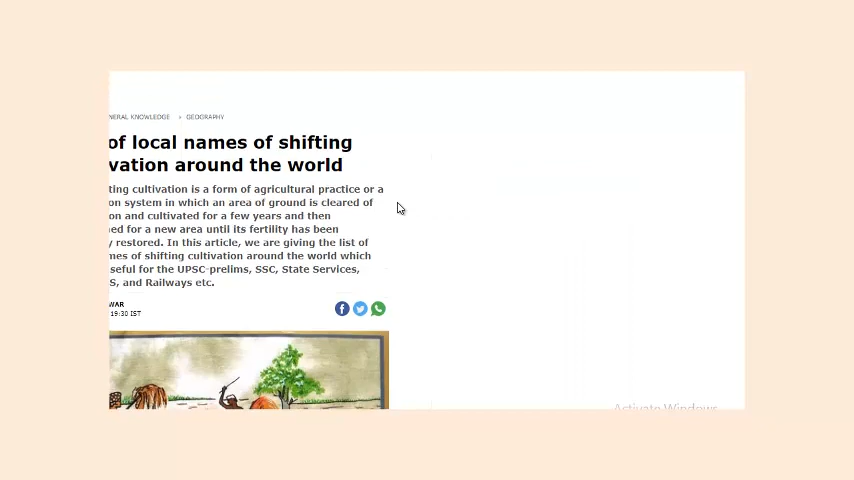 NERAL KNOWLEDGE › GEOGRAPHY
of local names of shifting
vation around the world
ting cultivation is a form of agricultural practice or a
on system in which an area of ground is cleared of
on and cultivated for a few years and then
ned for a new area until its fertility has been
y restored. In this article, we are giving the list of
mes of shifting cultivation around the world which
seful for the UPSC-prelims, SSC, State Services,
S, and Railways etc.
WAR
19:30 IST
Activate Windows